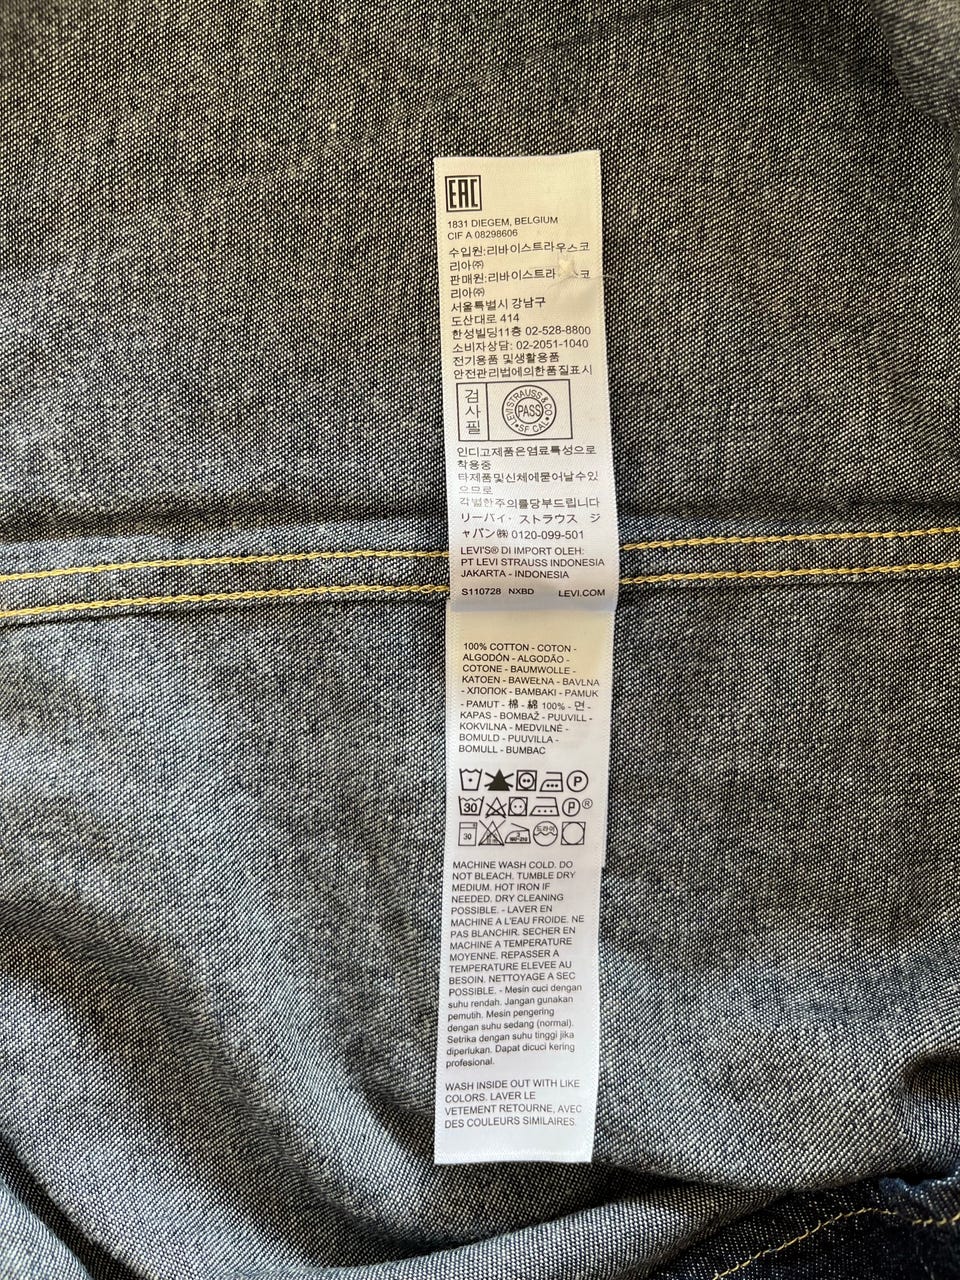 EAC
1831 DIEGEM, BELGIUM
CIF A 08298606
수입원:리바이스트라우스코
리아㈜
판매원:리바이스트라 스코
리아㈜
서울특별시 강남구
도산대로 414
한성빌딩11층 02-528-8800
소비자상담: 02-2051-1040
전기용품 및생활용품
안전관리법에의한품질표시
검
사
필
LEVI STRAUSS & CO
PASS
SF CAL
인디고제품은염료특성으로
착용중
타제품및신체에묻어날수있
으므로
각별한주의를당부드립니다
リーバイ· ストラウス ジ
ャパン㈱ 0120-099-501
LEVI'S® DI IMPORT OLEH:
PT LEVI STRAUSS INDONESIA
JAKARTA - INDONESIA
S110728 NXBD LEVI.COM
100% COTTON - COTON -
ALGODÓN - ALGODÃO -
COTONE - BAUMWOLLE -
KATOEN - BAWEŁNA - BAVLNA
- ХЛОПОК - BAMBAKI - PAMUK
- PAMUT - 棉 - 綿 100% - 면 -
KAPAS - BOMBAŽ - PUUVILL -
KOKVILNA - MEDVILNĖ -
BOMULD - PUUVILLA -
BOMULL - BUMBAC
P
30 P ®
30 드라이
MACHINE WASH COLD. DO
NOT BLEACH. TUMBLE DRY
MEDIUM. HOT IRON IF
NEEDED. DRY CLEANING
POSSIBLE. - LAVER EN
MACHINE A L'EAU FROIDE. NE
PAS BLANCHIR. SECHER EN
MACHINE A TEMPERATURE
MOYENNE. REPASSER A
TEMPERATURE ELEVEE AU
BESOIN. NETTOYAGE A SEC
POSSIBLE. - Mesin cuci dengan
suhu rendah. Jangan gunakan
pemutih. Mesin pengering
dengan suhu sedang (normal).
Setrika dengan suhu tinggi jika
diperlukan. Dapat dicuci kering
profesional.
WASH INSIDE OUT WITH LIKE
COLORS. LAVER LE
VETEMENT RETOURNE, AVEC
DES COULEURS SIMILAIRES.